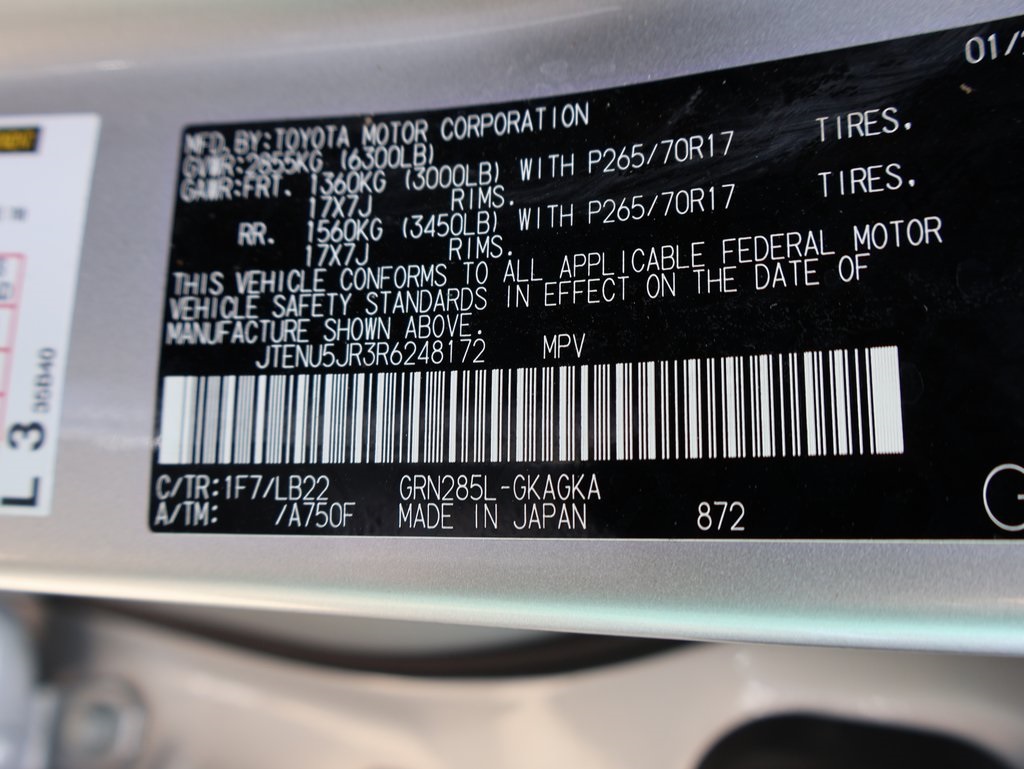 01/
MFD.BY:TOYOTA MOTOR CORPORATION
GVWR:2855KG (6300LB)
GAWR:FRT. 1360KG (3000LB) WITH P265/70R17 TIRES.
17X7J RIMS.
RR. 1560KG (3450LB) WITH P265/70R17 TIRES.
17X7J RIMS.
THIS VEHICLE CONFORMS TO ALL APPLICABLE FEDERAL MOTOR
VEHICLE SAFETY STANDARDS IN EFFECT ON THE DATE OF
MANUFACTURE SHOWN ABOVE.
JTENU5JR3R6248172 MPV
C/TR:1F7/LB22 GRN285L-GKAGKA
A/TM: /A750F MADE IN JAPAN 872
G
L 3 35B40